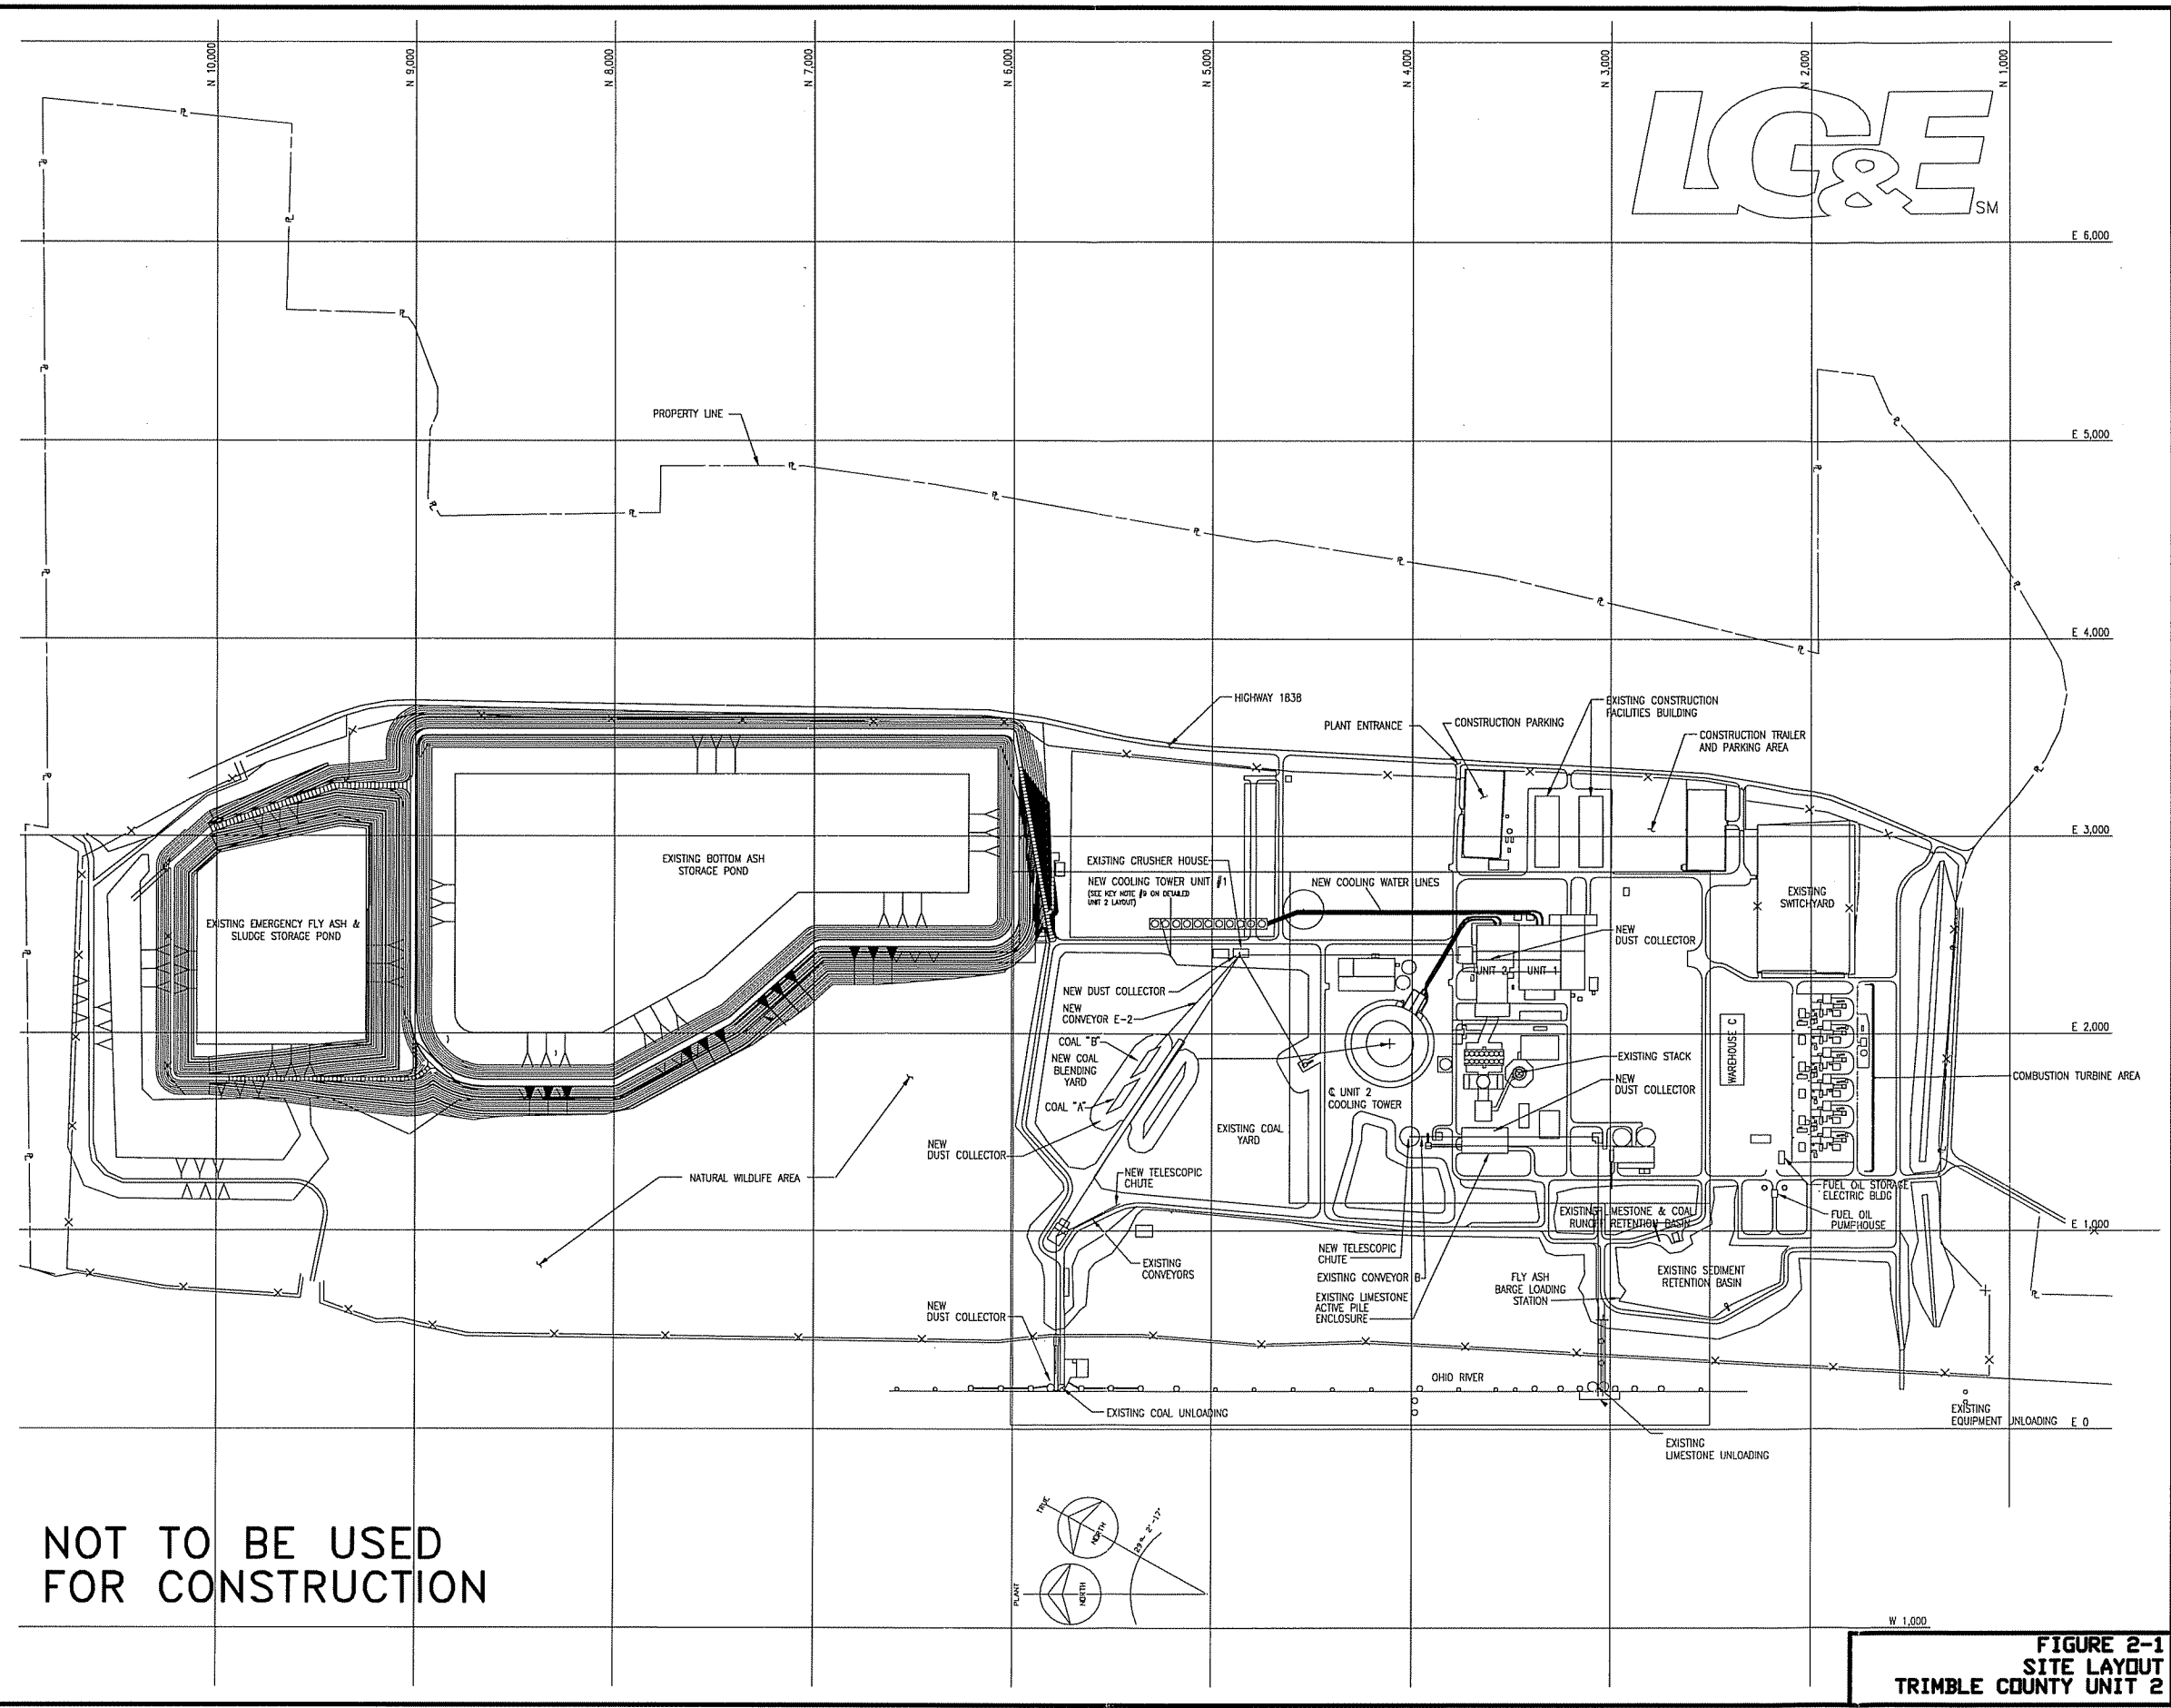 N 10,000
N 9,000
N 8,000
N 7,000
N 6,000
N 5,000
N 4,000
N 3,000
N 2,000
N 1,000
LG&E
SM
E 6,000
E 5,000
E 4,000
E 3,000
E 2,000
E 1,000
E 0
W 1,000
PROPERTY LINE
HIGHWAY 1838
PLANT ENTRANCE
CONSTRUCTION PARKING
EXISTING CONSTRUCTION
FACILITIES BUILDING
CONSTRUCTION TRAILER
AND PARKING AREA
EXISTING BOTTOM ASH
STORAGE POND
EXISTING EMERGENCY FLY ASH &
SLUDGE STORAGE POND
EXISTING CRUSHER HOUSE
NEW COOLING TOWER UNIT #1
(SEE KEY NOTE #9 ON DETAILED
UNIT 2 LAYOUT)
NEW COOLING WATER LINES
EXISTING
SWITCHYARD
NEW
DUST COLLECTOR
UNIT 2
UNIT 1
NEW DUST COLLECTOR
NEW
CONVEYOR E-2
COAL "B"
NEW COAL
BLENDING
YARD
COAL "A"
℄ UNIT 2
COOLING TOWER
EXISTING STACK
NEW
DUST COLLECTOR
WAREHOUSE C
COMBUSTION TURBINE AREA
EXISTING COAL
YARD
NEW
DUST COLLECTOR
NATURAL WILDLIFE AREA
NEW TELESCOPIC
CHUTE
FUEL OIL STORAGE
ELECTRIC BLDG
FUEL OIL
PUMPHOUSE
EXISTING LIMESTONE & COAL
RUNOFF RETENTION BASIN
NEW TELESCOPIC
CHUTE
EXISTING
CONVEYORS
EXISTING CONVEYOR B
EXISTING LIMESTONE
ACTIVE PILE
ENCLOSURE
FLY ASH
BARGE LOADING
STATION
EXISTING SEDIMENT
RETENTION BASIN
NEW
DUST COLLECTOR
OHIO RIVER
EXISTING COAL UNLOADING
EXISTING
EQUIPMENT UNLOADING
EXISTING
LIMESTONE UNLOADING
TRUE
NORTH
PLANT
NORTH
NOT TO BE USED
FOR CONSTRUCTION
FIGURE 2-1
SITE LAYOUT
TRIMBLE COUNTY UNIT 2